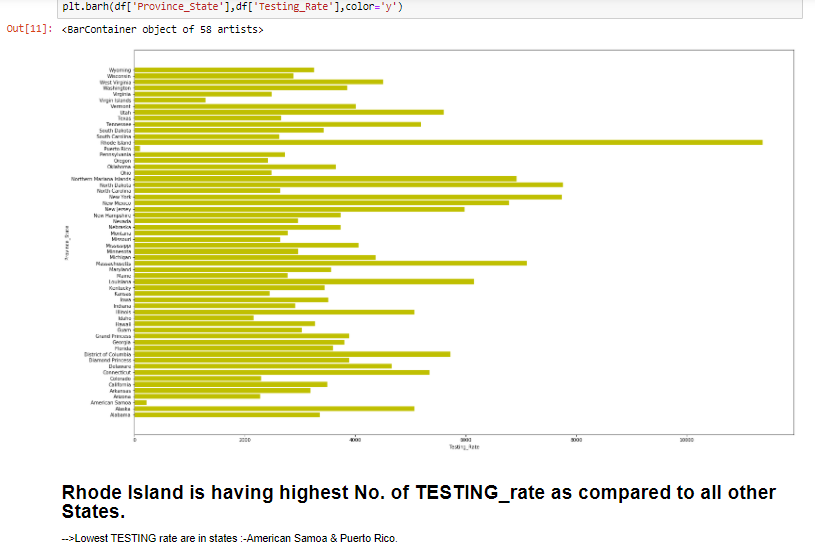 plt.barh(df['Province_State'],df['Testing_Rate'],color='y')
Out[11]: <BarContainer object of 58 artists>
Wyoming
Wisconsin
West Virginia
Washington
Virginia
Virgin Islands
Vermont
Utah
Texas
Tennessee
South Dakota
South Carolina
Rhode Island
Puerto Rico
Pennsylvania
Oregon
Oklahoma
Ohio
Northern Mariana Islands
North Dakota
North Carolina
New York
New Mexico
New Jersey
New Hampshire
Nevada
Nebraska
Montana
Missouri
Mississippi
Minnesota
Michigan
Massachusetts
Maryland
Maine
Louisiana
Kentucky
Kansas
Iowa
Indiana
Illinois
Idaho
Hawaii
Guam
Grand Princess
Georgia
Florida
District of Columbia
Diamond Princess
Delaware
Connecticut
Colorado
California
Arkansas
Arizona
American Samoa
Alaska
Alabama
Province_State
0 2000 4000 6000 8000 10000
Testing_Rate
Rhode Island is having highest No. of TESTING_rate as compared to all other
States.
-->Lowest TESTING rate are in states :-American Samoa & Puerto Rico.